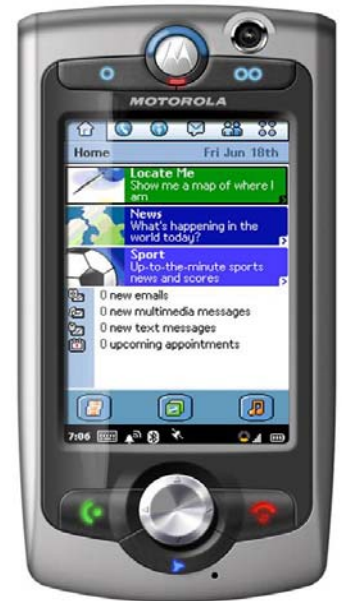 MOTOROLA
Home Fri Jun 18th
Locate Me
Show me a map of where I
am
News
What's happening in the
world today?
Sport
Up-to-the-minute sports
news and scores
0 new emails
0 new multimedia messages
0 new text messages
0 upcoming appointments
7:06